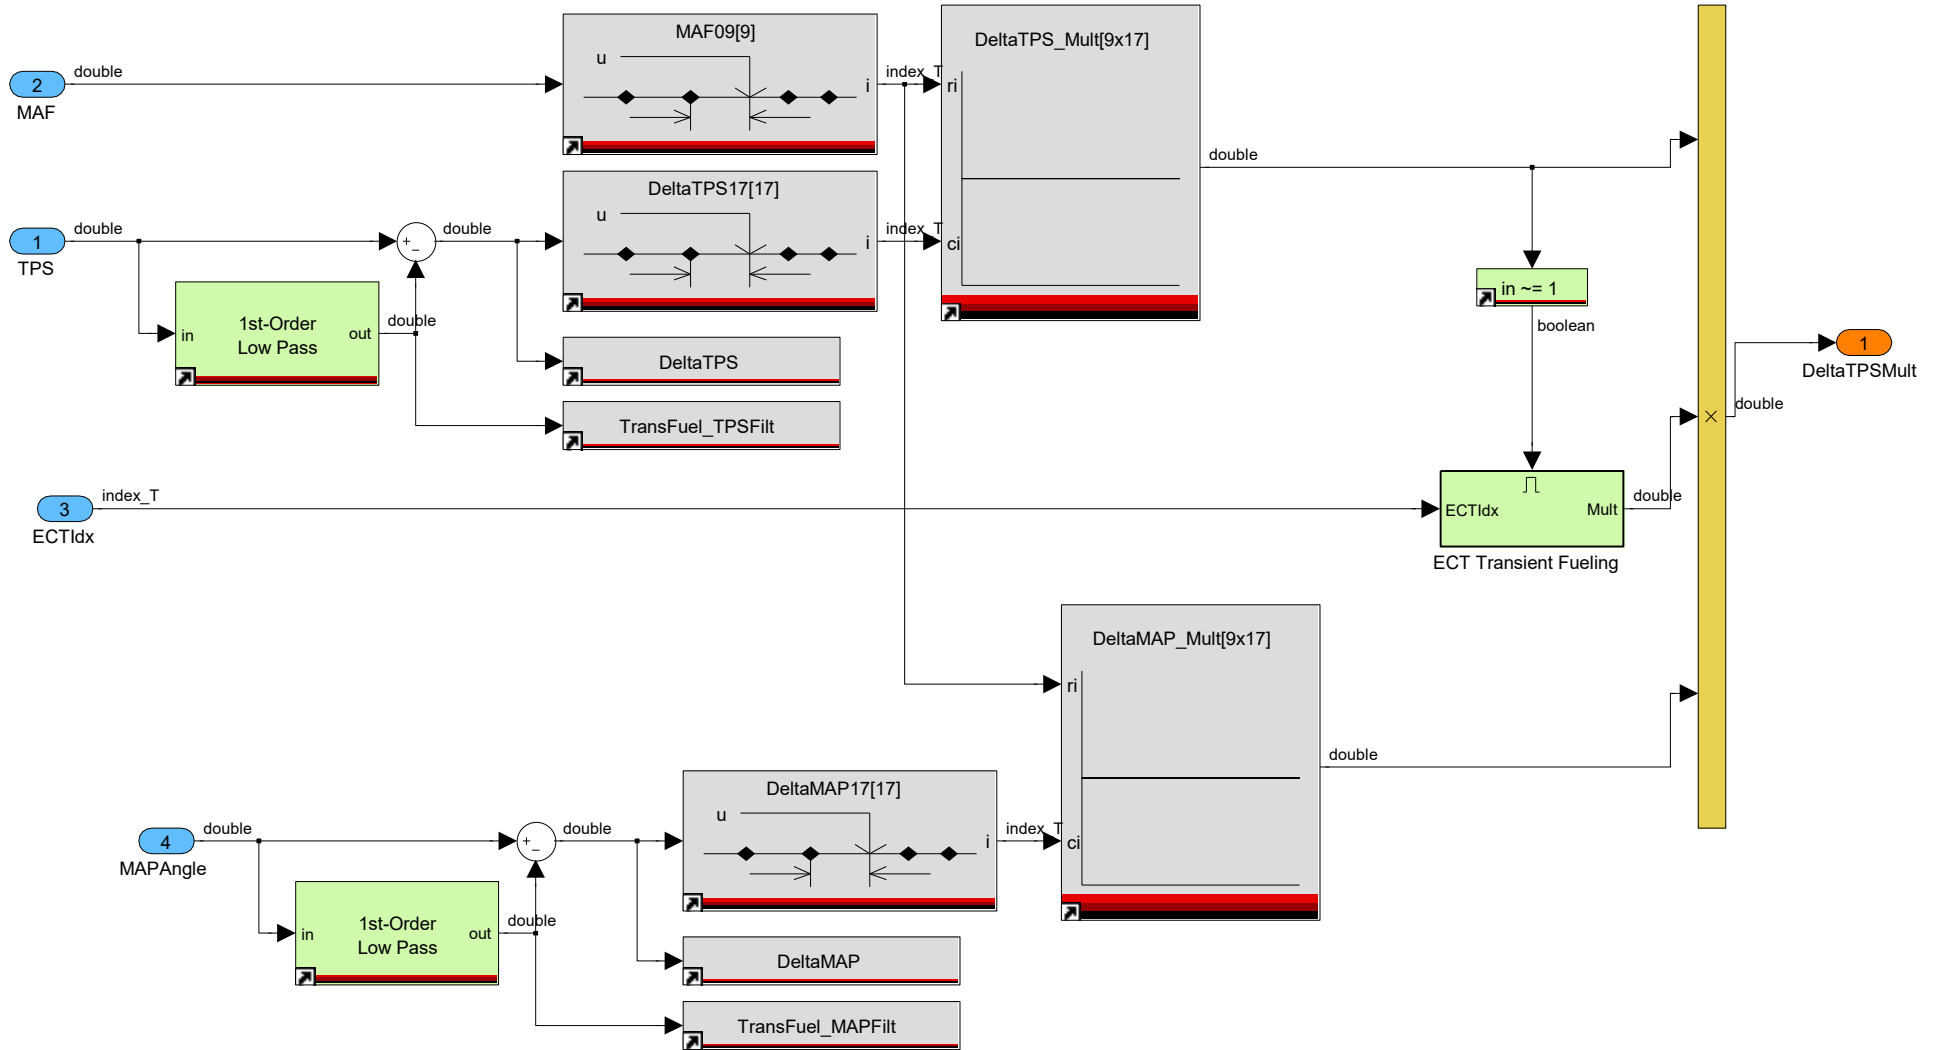 MAF09[9]
u
i
DeltaTPS_Mult[9x17]
ri
ci
2
double
MAF
index_T
DeltaTPS17[17]
u
i
index_T
double
1
double
TPS
+
−
double
1st-Order
Low Pass
in
out
double
DeltaTPS
TransFuel_TPSFilt
in ~= 1
boolean
1
DeltaTPSMult
×
double
3
index_T
ECTIdx
ECTIdx
Mult
double
ECT Transient Fueling
DeltaMAP_Mult[9x17]
ri
ci
double
DeltaMAP17[17]
u
i
index_T
4
double
MAPAngle
+
−
double
1st-Order
Low Pass
in
out
double
DeltaMAP
TransFuel_MAPFilt